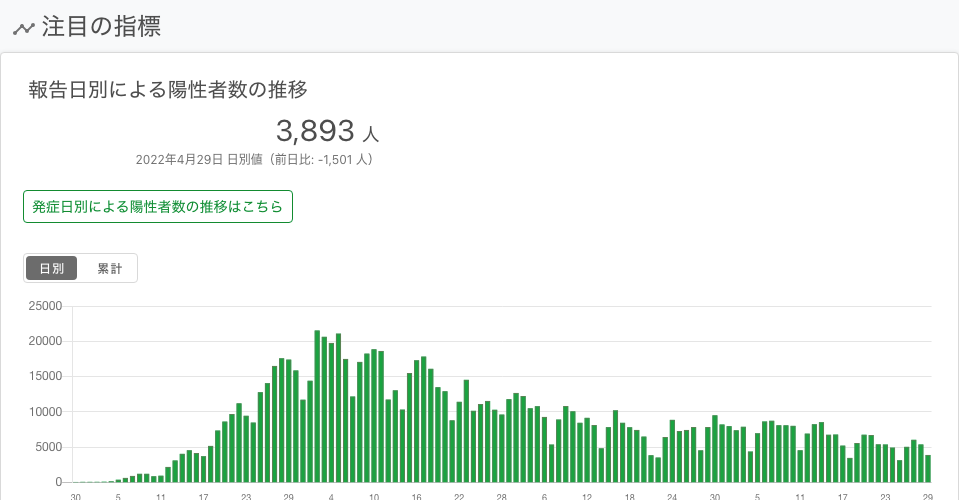 注目の指標
報告日別による陽性者数の推移
3,893 人
2022年4月29日 日別値（前日比: -1,501 人）
発症日別による陽性者数の推移はこちら
日別 累計
25000
20000
15000
10000
5000
0
30 5 11 17 23 29 4 10 16 22 28 6 12 18 24 30 5 11 17 23 29